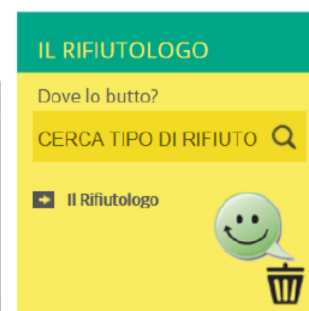 IL RIFIUTOLOGO
Dove lo butto?
CERCA TIPO DI RIFIUTO
Il Rifiutologo